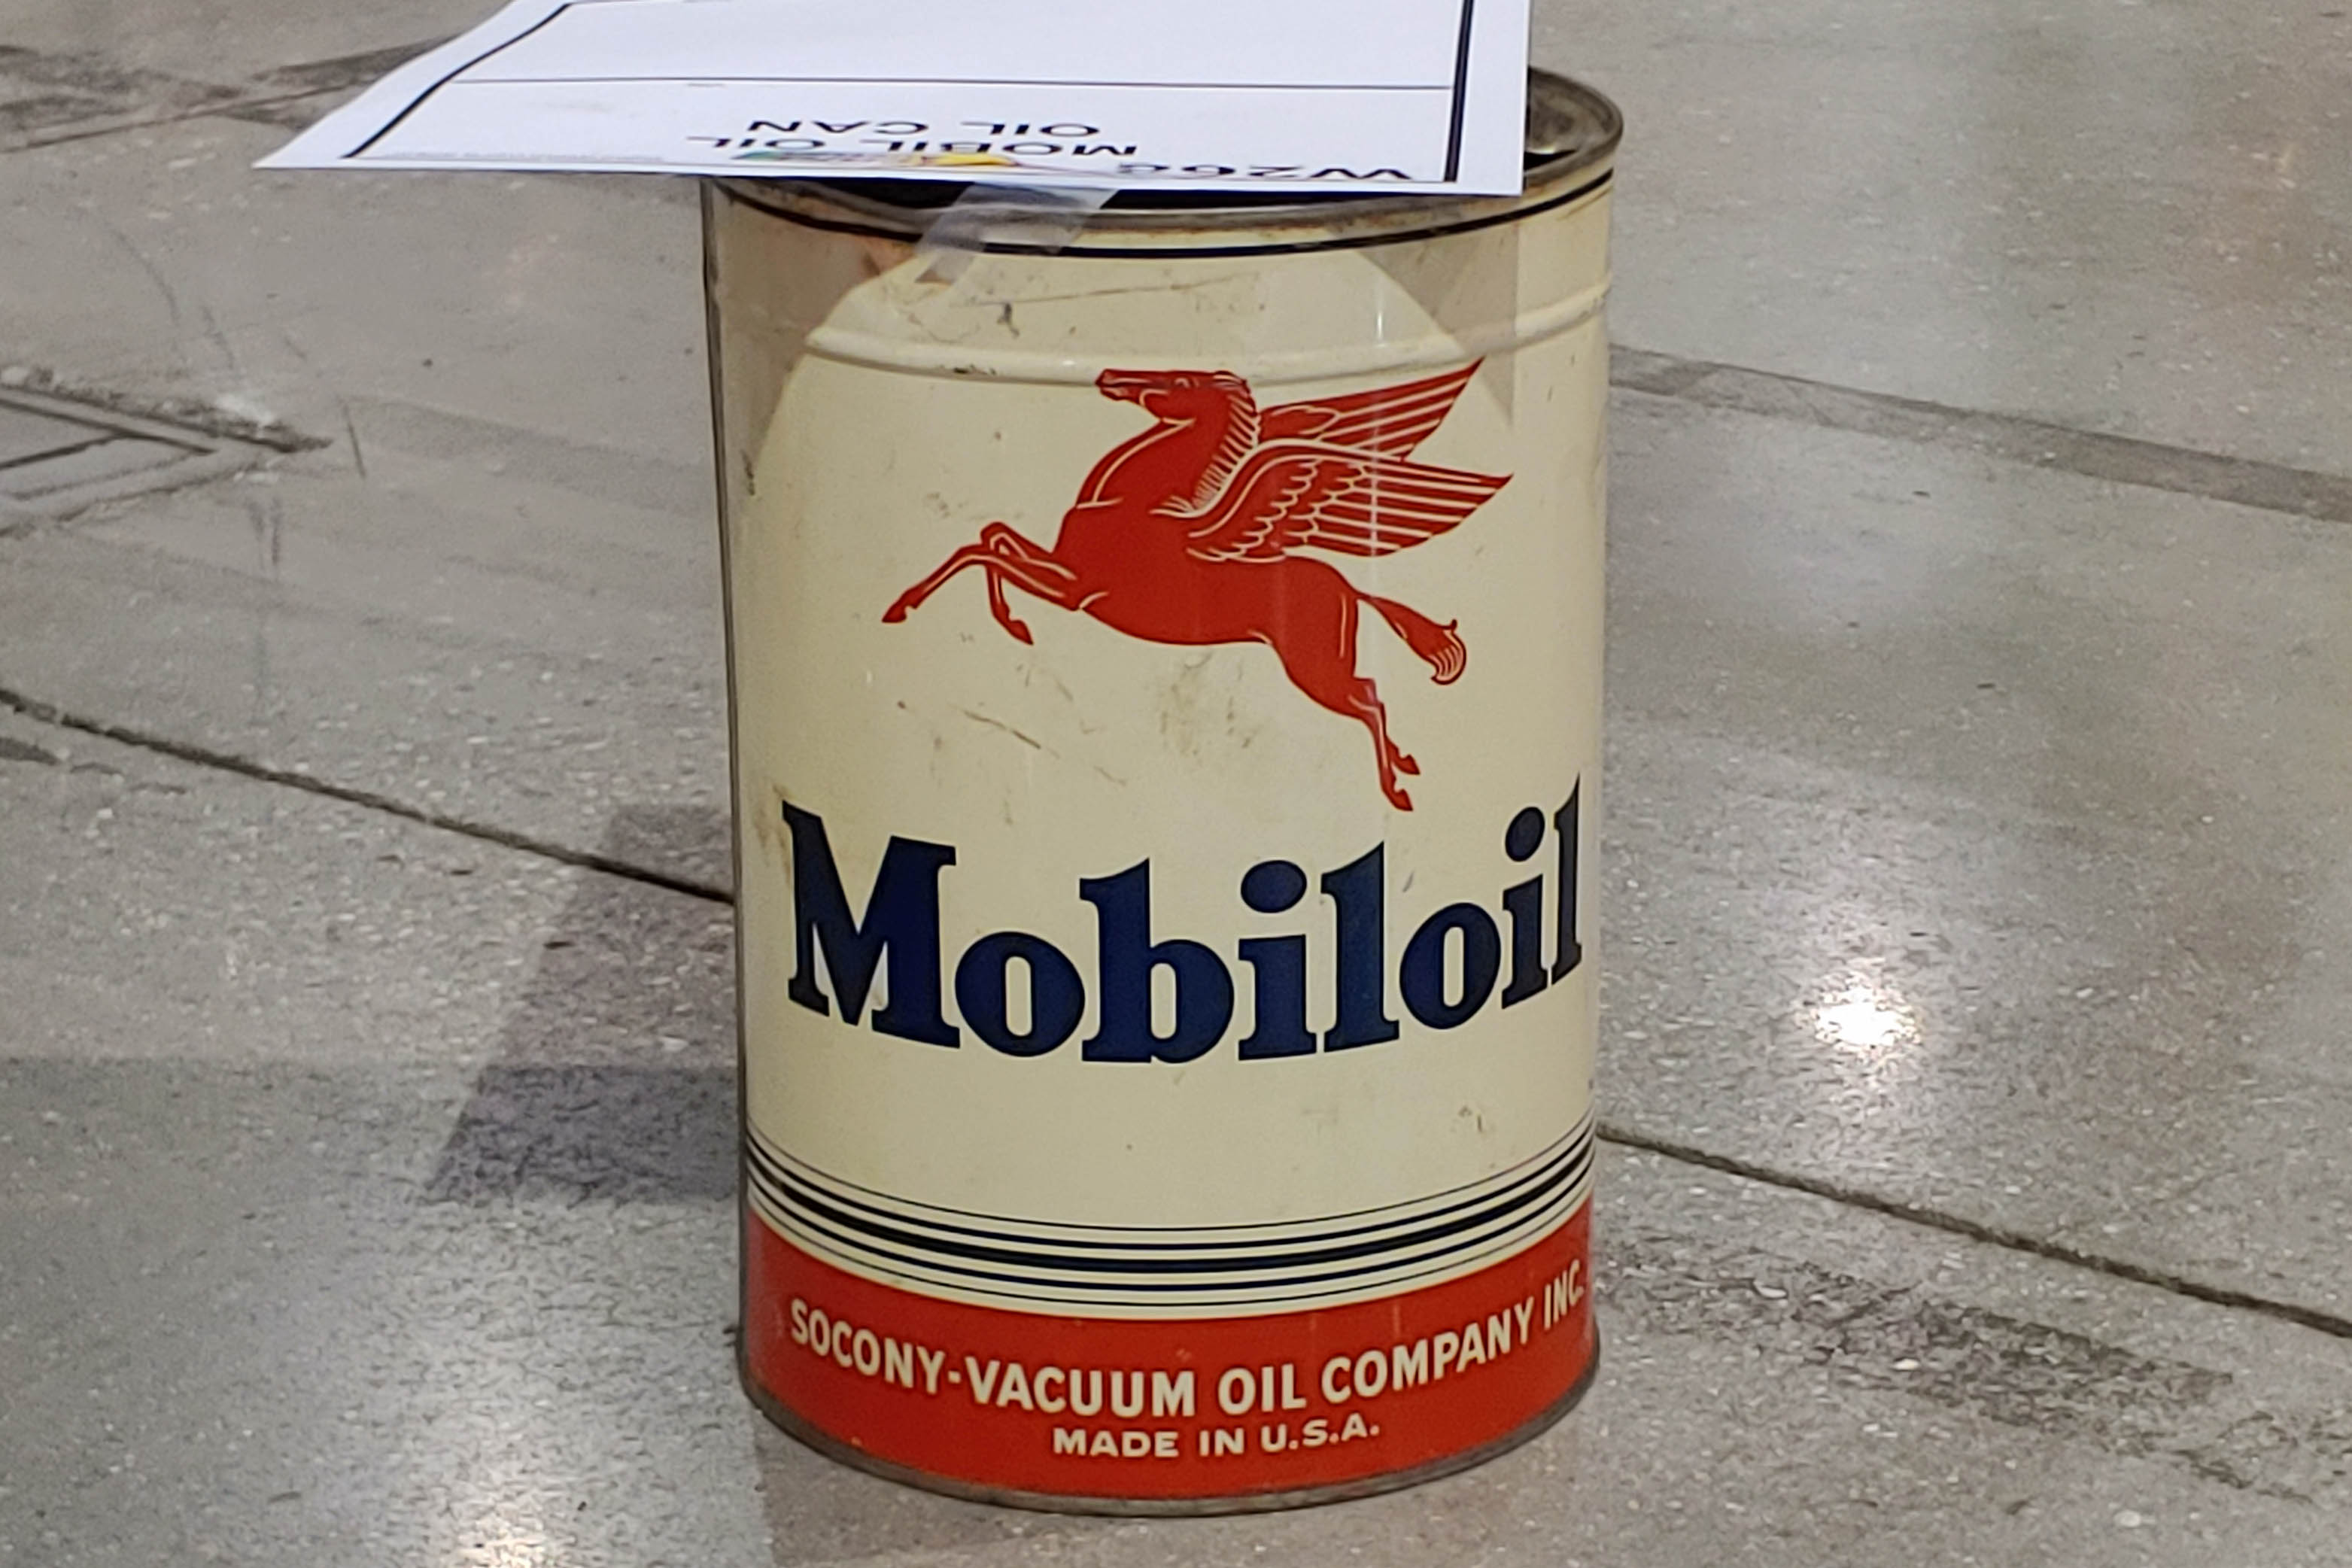 W266
MOBIL OIL
OIL CAN
Mobiloil
SOCONY-VACUUM OIL COMPANY INC.
MADE IN U.S.A.